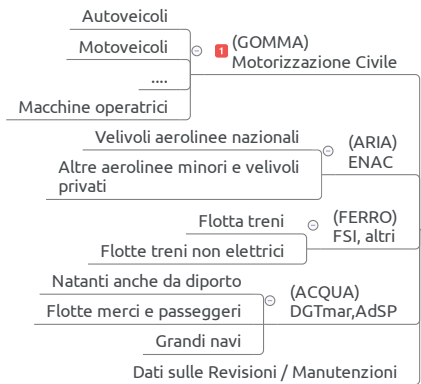 Autoveicoli
Motoveicoli
....
Macchine operatrici
1 (GOMMA)
Motorizzazione Civile
Velivoli aerolinee nazionali
Altre aerolinee minori e velivoli
privati
(ARIA)
ENAC
Flotta treni
Flotte treni non elettrici
(FERRO)
FSI, altri
Natanti anche da diporto
Flotte merci e passeggeri
Grandi navi
(ACQUA)
DGTmar,AdSP
Dati sulle Revisioni / Manutenzioni